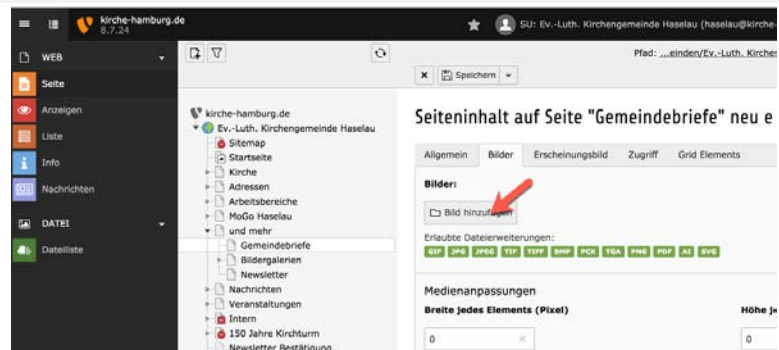 kirche-hamburg.de
8.7.24
SU: Ev.-Luth. Kirchengemeinde Haselau (haselau@kirche-
WEB
Seite
Anzeigen
Liste
Info
Nachrichten
DATEI
Dateiliste
kirche-hamburg.de
Ev.-Luth. Kirchengemeinde Haselau
Sitemap
Startseite
Kirche
Adressen
Arbeitsbereiche
MoGo Haselau
und mehr
Gemeindebriefe
Bildergalerien
Newsletter
Nachrichten
Veranstaltungen
Intern
150 Jahre Kirchturm
Newsletter Bestätigung
Pfad: ...einden/Ev.-Luth. Kirches
Speichern
Seiteninhalt auf Seite "Gemeindebriefe" neu e
Allgemein Bilder Erscheinungsbild Zugriff Grid Elements
Bilder:
Bild hinzufügen
Erlaubte Dateierweiterungen:
GIF JPG JPEG TIF TIFF BMP PCX TGA PNG PDF AI SVG
Medienanpassungen
Breite jedes Elements (Pixel) Höhe je
0 0